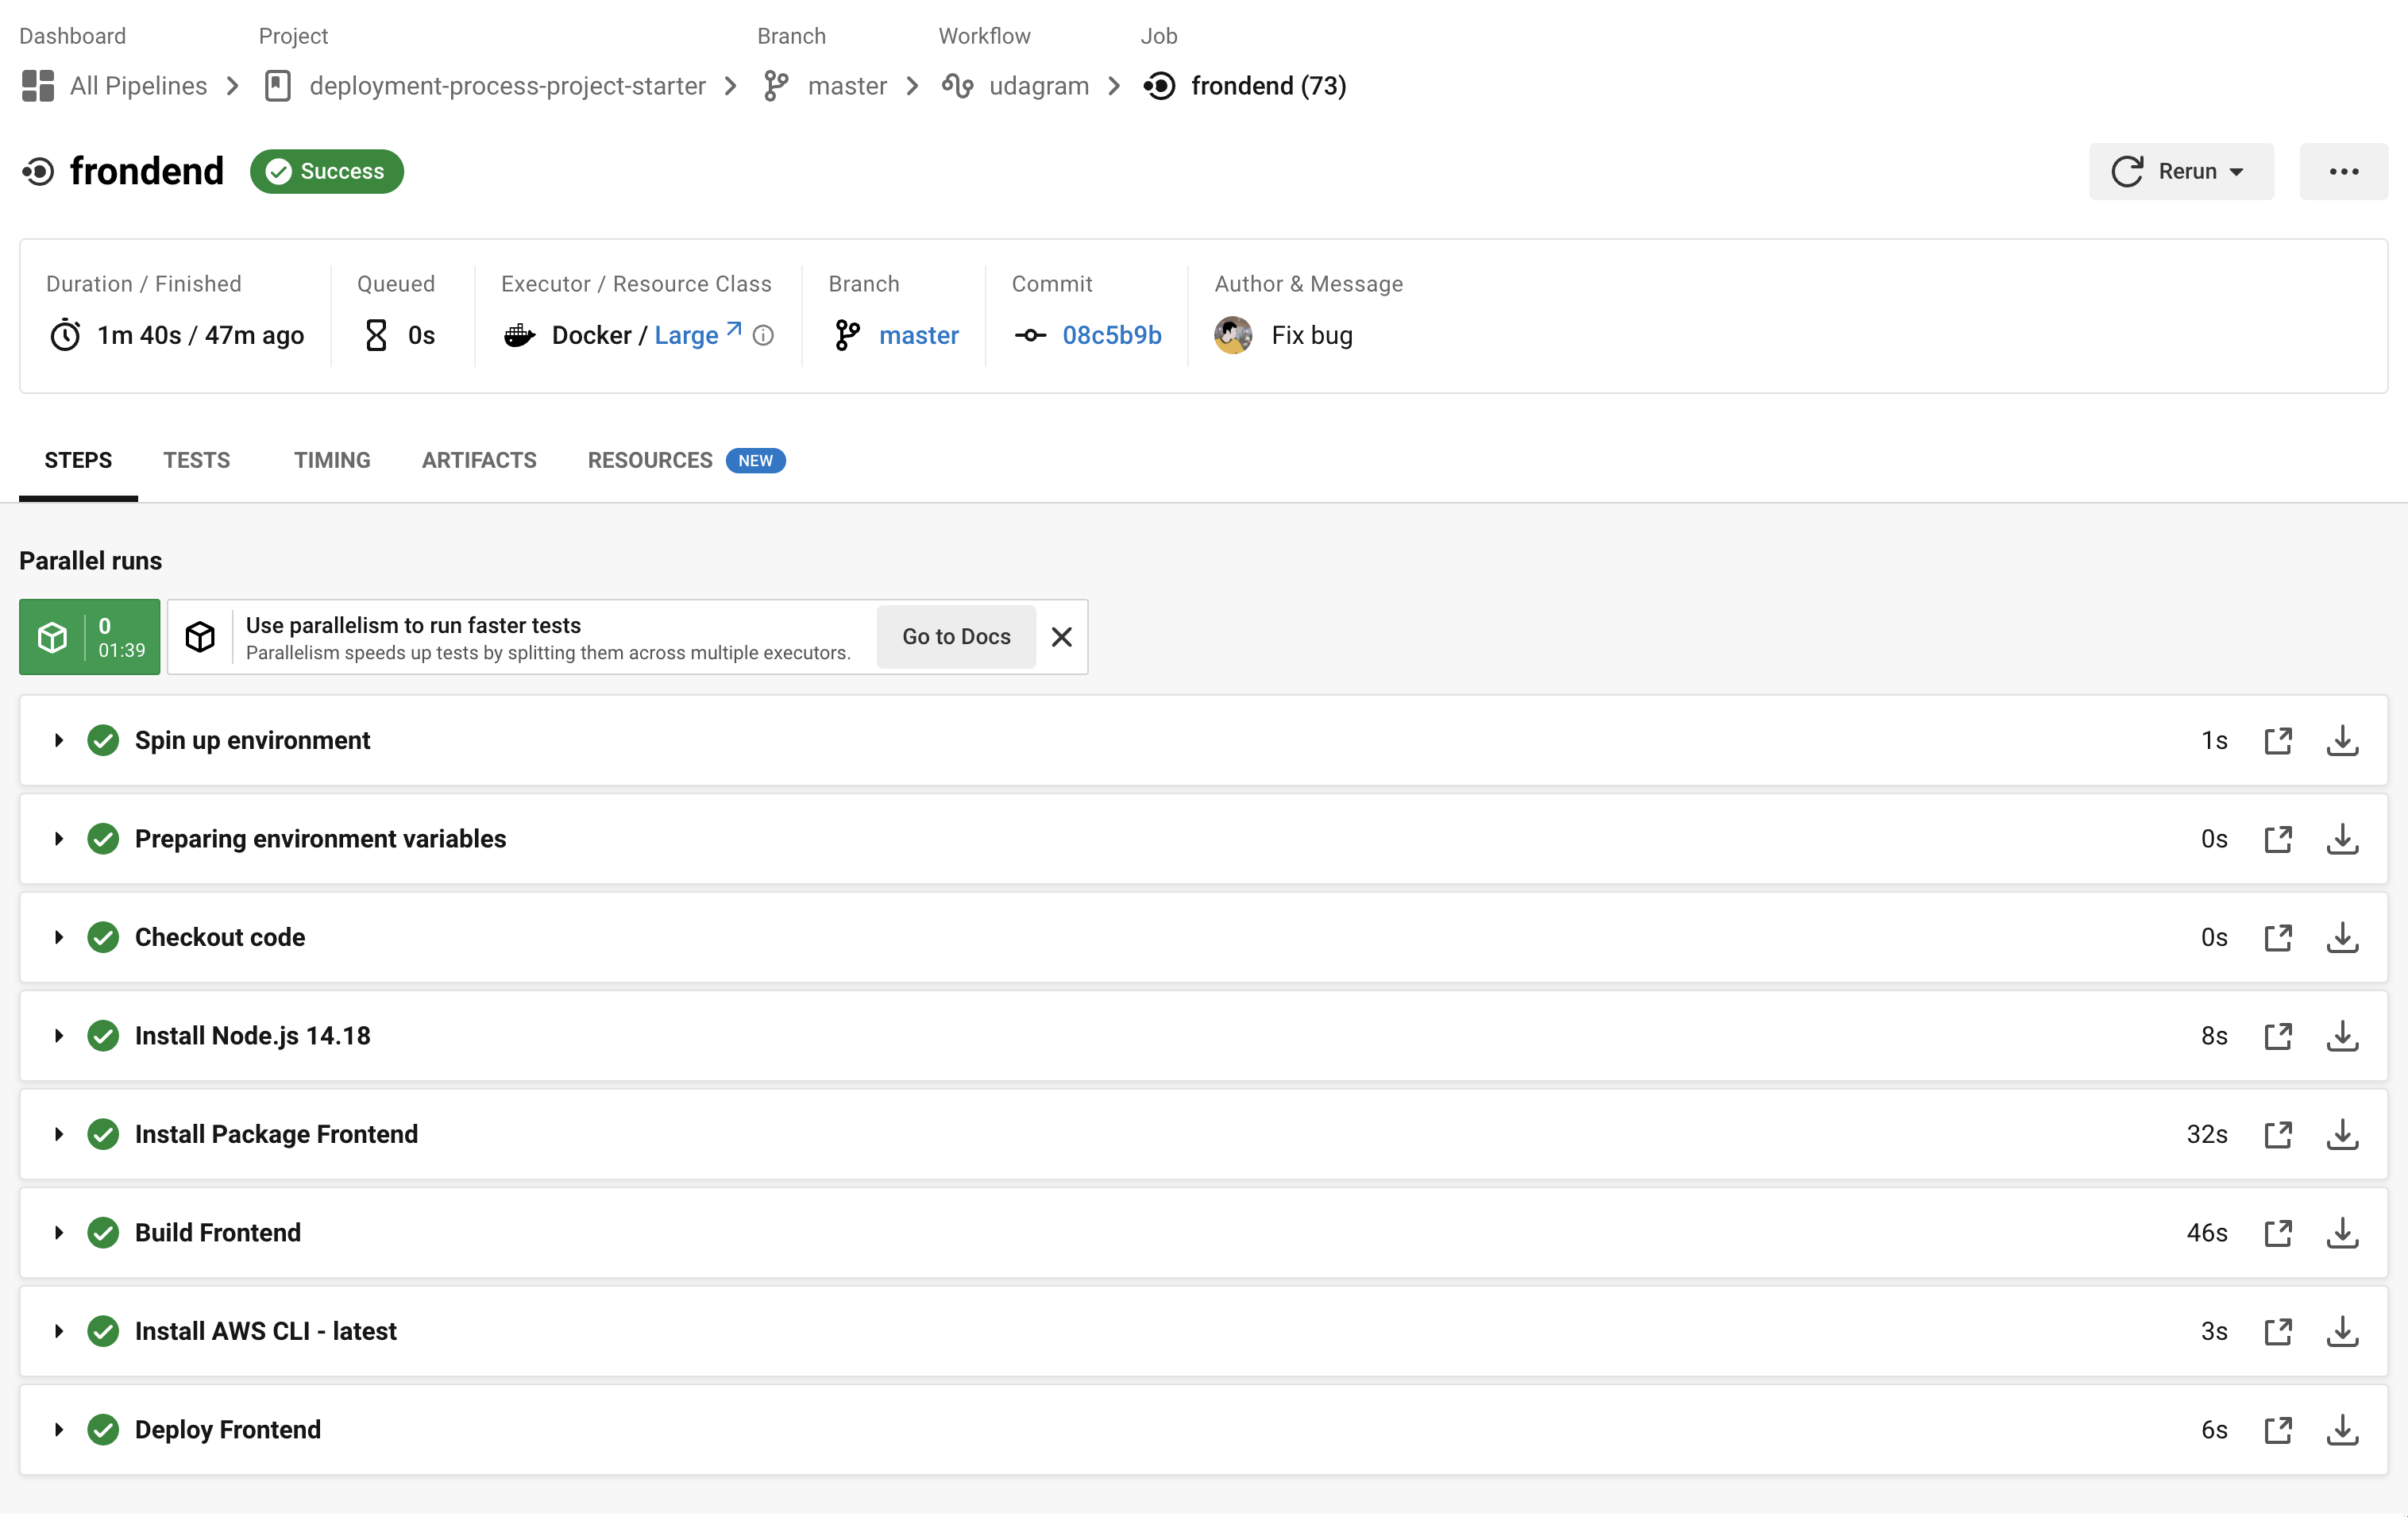 Dashboard Project Branch Workflow Job
All Pipelines deployment-process-project-starter master udagram frondend (73)
frondend Success Rerun
Duration / Finished Queued Executor / Resource Class Branch Commit Author & Message
1m 40s / 47m ago 0s Docker / Large master 08c5b9b Fix bug
STEPS TESTS TIMING ARTIFACTS RESOURCES NEW
Parallel runs
0
01:39
Use parallelism to run faster tests
Parallelism speeds up tests by splitting them across multiple executors.
Go to Docs
Spin up environment 1s
Preparing environment variables 0s
Checkout code 0s
Install Node.js 14.18 8s
Install Package Frontend 32s
Build Frontend 46s
Install AWS CLI - latest 3s
Deploy Frontend 6s